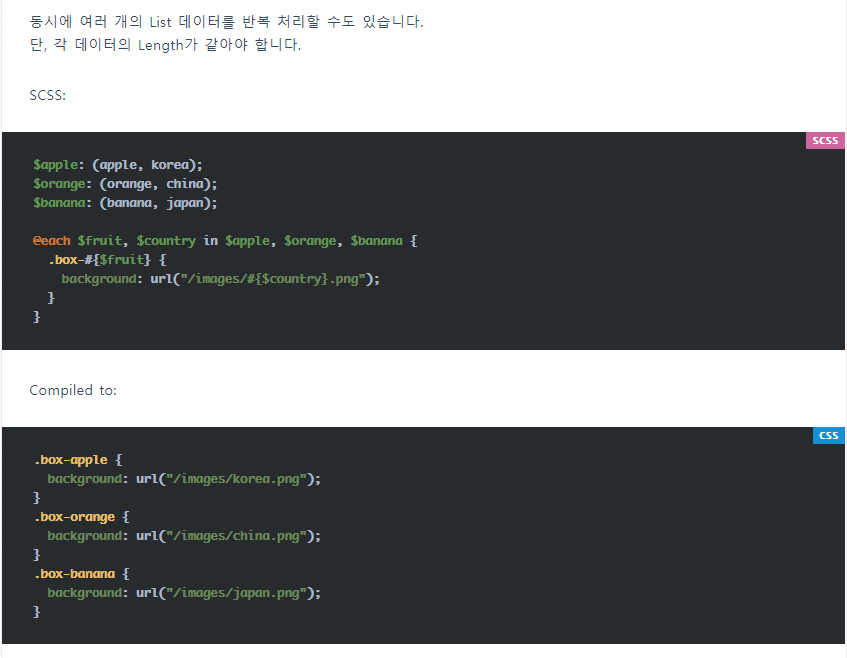 동시에 여러 개의 List 데이터를 반복 처리할 수도 있습니다.
단, 각 데이터의 Length가 같아야 합니다.
SCSS:
SCSS
$apple: (apple, korea);
$orange: (orange, china);
$banana: (banana, japan);
@each $fruit, $country in $apple, $orange, $banana {
  .box-#{$fruit} {
    background: url("/images/#{$country}.png");
  }
}
Compiled to:
CSS
.box-apple {
  background: url("/images/korea.png");
}
.box-orange {
  background: url("/images/china.png");
}
.box-banana {
  background: url("/images/japan.png");
}